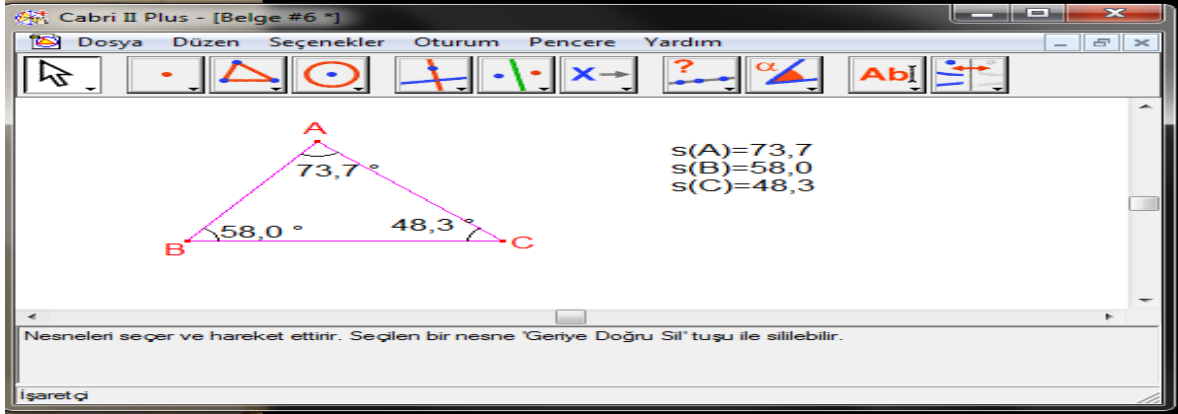 Cabri II Plus - [Belge #6 *]
Dosya Düzen Seçenekler Oturum Pencere Yardım
? α Ab
A
73,7 °
58,0 °
48,3 °
B
C
s(A)=73,7
s(B)=58,0
s(C)=48,3
Nesneleri seçer ve hareket ettirir. Seçilen bir nesne "Geriye Doğru Sil" tuşu ile sililebilir.
İşaretçi